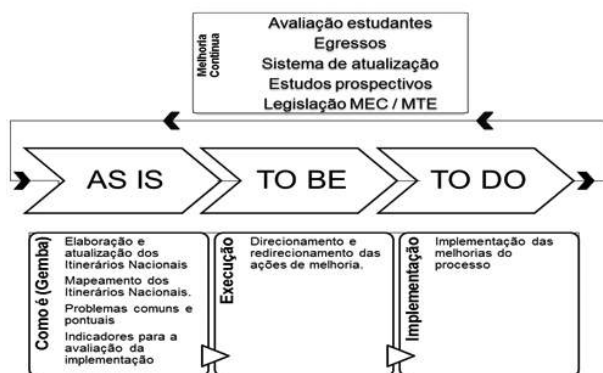 Melhoria
Contínua
Avaliação estudantes
Egressos
Sistema de atualização
Estudos prospectivos
Legislação MEC / MTE
AS IS
TO BE
TO DO
Como é (Gemba)
Elaboração e
atualização dos
Itinerários Nacionais
Mapeamento dos
Itinerários Nacionais.
Problemas comuns e
pontuais
Indicadores para a
avaliação da
implementação
Execução
Direcionamento e
redirecionamento das
ações de melhoria.
Implementação
Implementação das
melhorias do
processo